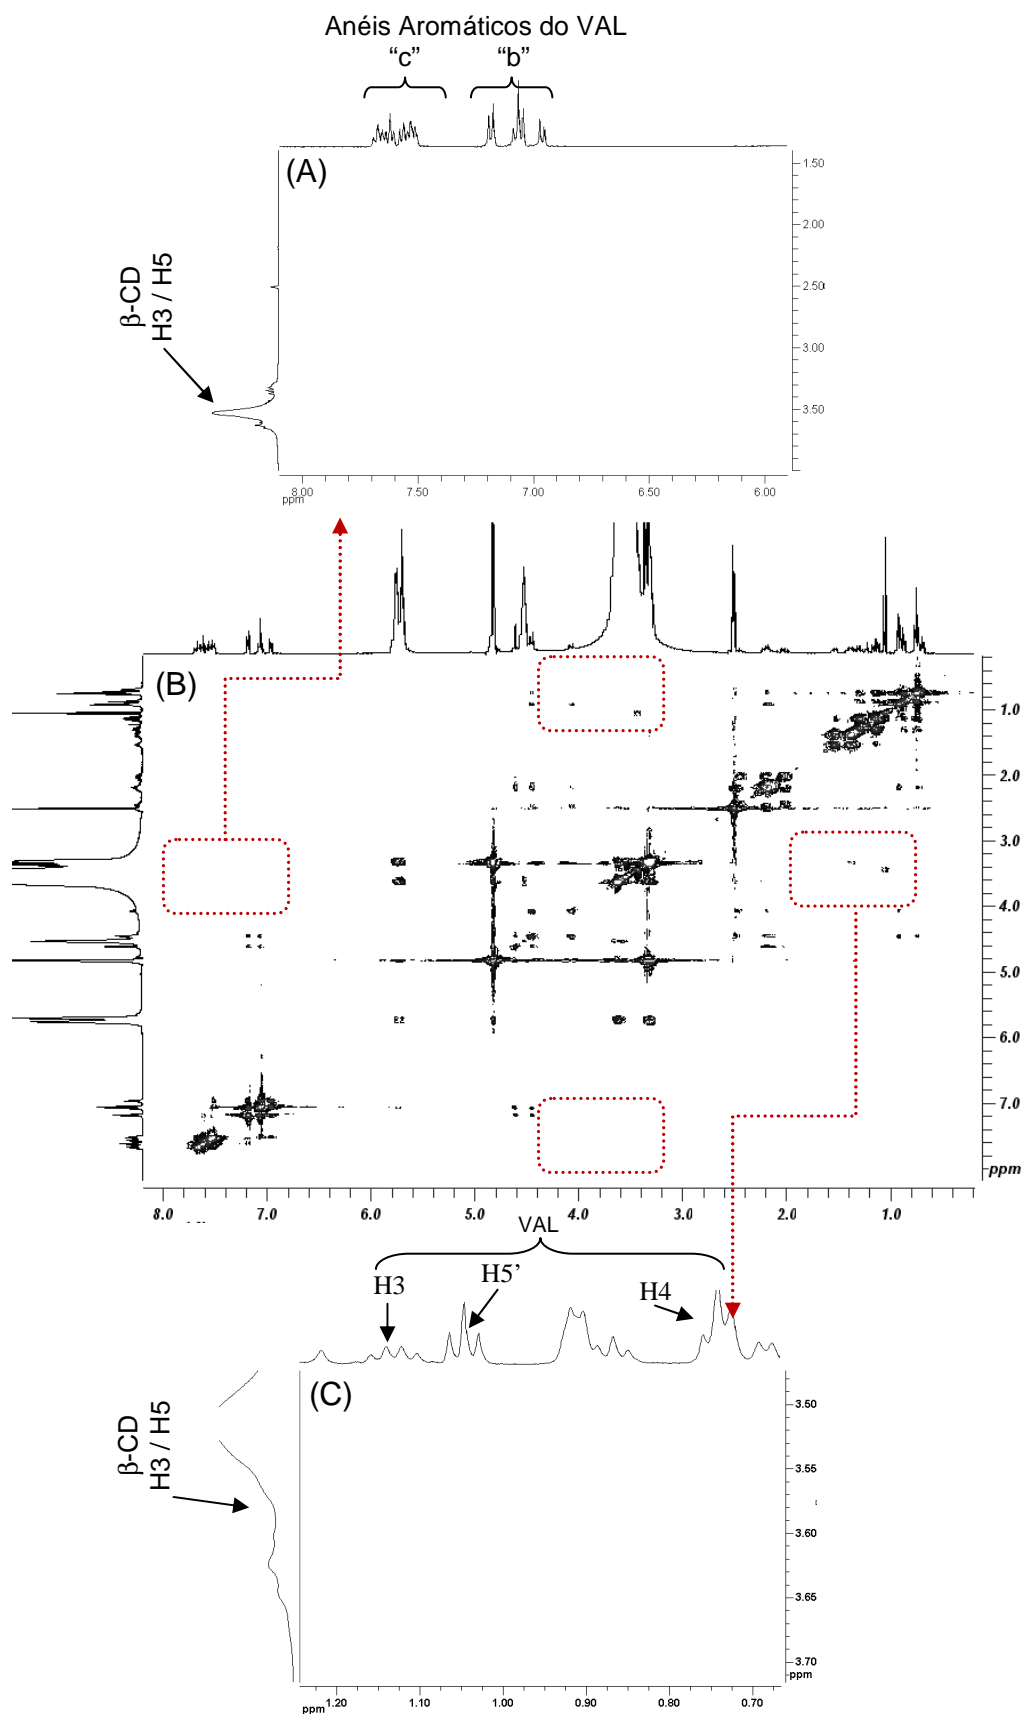 Anéis Aromáticos do VAL
“c” “b”
(A)
1.50
2.00
2.50
3.00
3.50
β-CD
H3 / H5
8.00 7.50 7.00 6.50 6.00
ppm
(B)
1.0
2.0
3.0
4.0
5.0
6.0
7.0
ppm
8.0 7.0 6.0 5.0 4.0 3.0 2.0 1.0
VAL
H3 H5’ H4
(C)
3.50
3.55
3.60
3.65
3.70
ppm
β-CD
H3 / H5
ppm 1.20 1.10 1.00 0.90 0.80 0.70